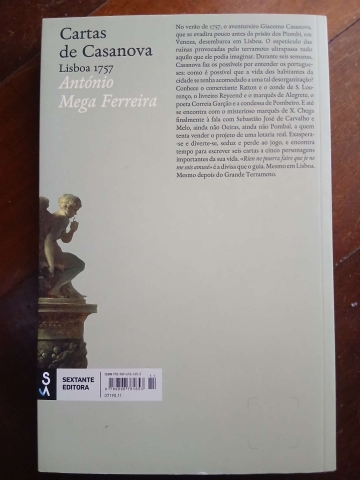 Cartas
de Casanova
Lisboa 1757
António
Mega Ferreira
No verão de 1757, o aventureiro Giacomo Casanova,
que se evadira pouco antes da prisão dos Piombi, em
Veneza, desembarca em Lisboa. O espectáculo das
ruínas provocadas pelo terramoto ultrapassa tudo
aquilo que ele podia imaginar. Durante seis semanas,
Casanova faz os possíveis por entender os portugue-
ses: como é possível que a vida dos habitantes da
cidade se tenha acomodado a um tal desorganização?
Conhece o comerciante Ratton e o conde de S. Lou-
renço, o livreiro Reycend e o marquês de Alegrete, o
poeta Correia Garção e a condessa de Pombeiro. E até
se encontra com o misterioso marquês de X. Chega
finalmente à fala com Sebastião José de Carvalho e
Melo, ainda não Oeiras, ainda não Pombal, a quem
tenta vender o projeto de uma lotaria real. Exaspera-
-se e diverte-se, seduz e perde ao jogo, e encontra
tempo para escrever seis cartas a cinco personagens
importantes da sua vida. «Rien ne pourra faire que je ne
me sois amusé» é a divisa que o guia. Mesmo em Lisboa.
Mesmo depois do Grande Terramoto.
SEXTANTE
EDITORA